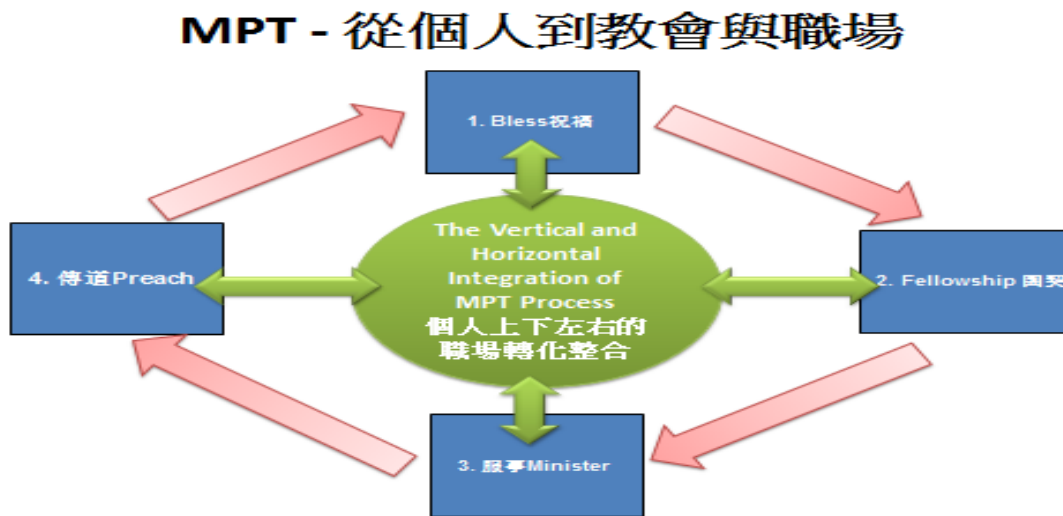 MPT - 從個人到教會與職場
1. Bless祝福
The Vertical and
Horizontal
Integration of
MPT Process
個人上下左右的
職場轉化整合
4. 傳道Preach
2. Fellowship 團契
3. 服事Minister